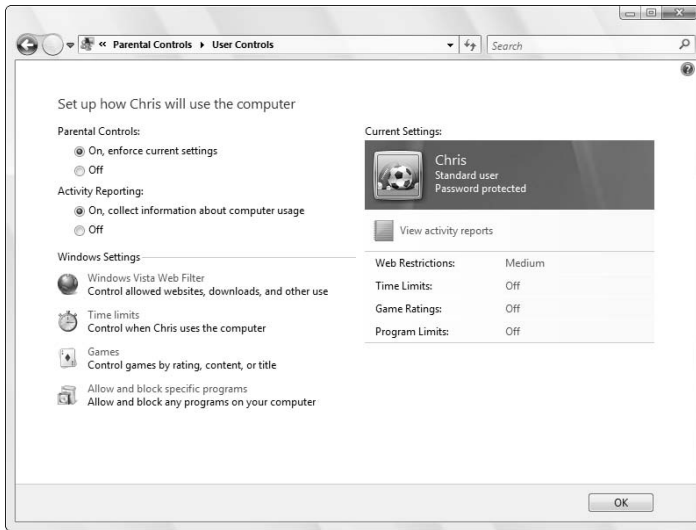 « Parental Controls › User Controls
Search
Set up how Chris will use the computer
Parental Controls:
On, enforce current settings
Off
Activity Reporting:
On, collect information about computer usage
Off
Windows Settings
Windows Vista Web Filter
Control allowed websites, downloads, and other use
Time limits
Control when Chris uses the computer
Games
Control games by rating, content, or title
Allow and block specific programs
Allow and block any programs on your computer
Current Settings:
Chris
Standard user
Password protected
View activity reports
Web Restrictions: Medium
Time Limits: Off
Game Ratings: Off
Program Limits: Off
OK